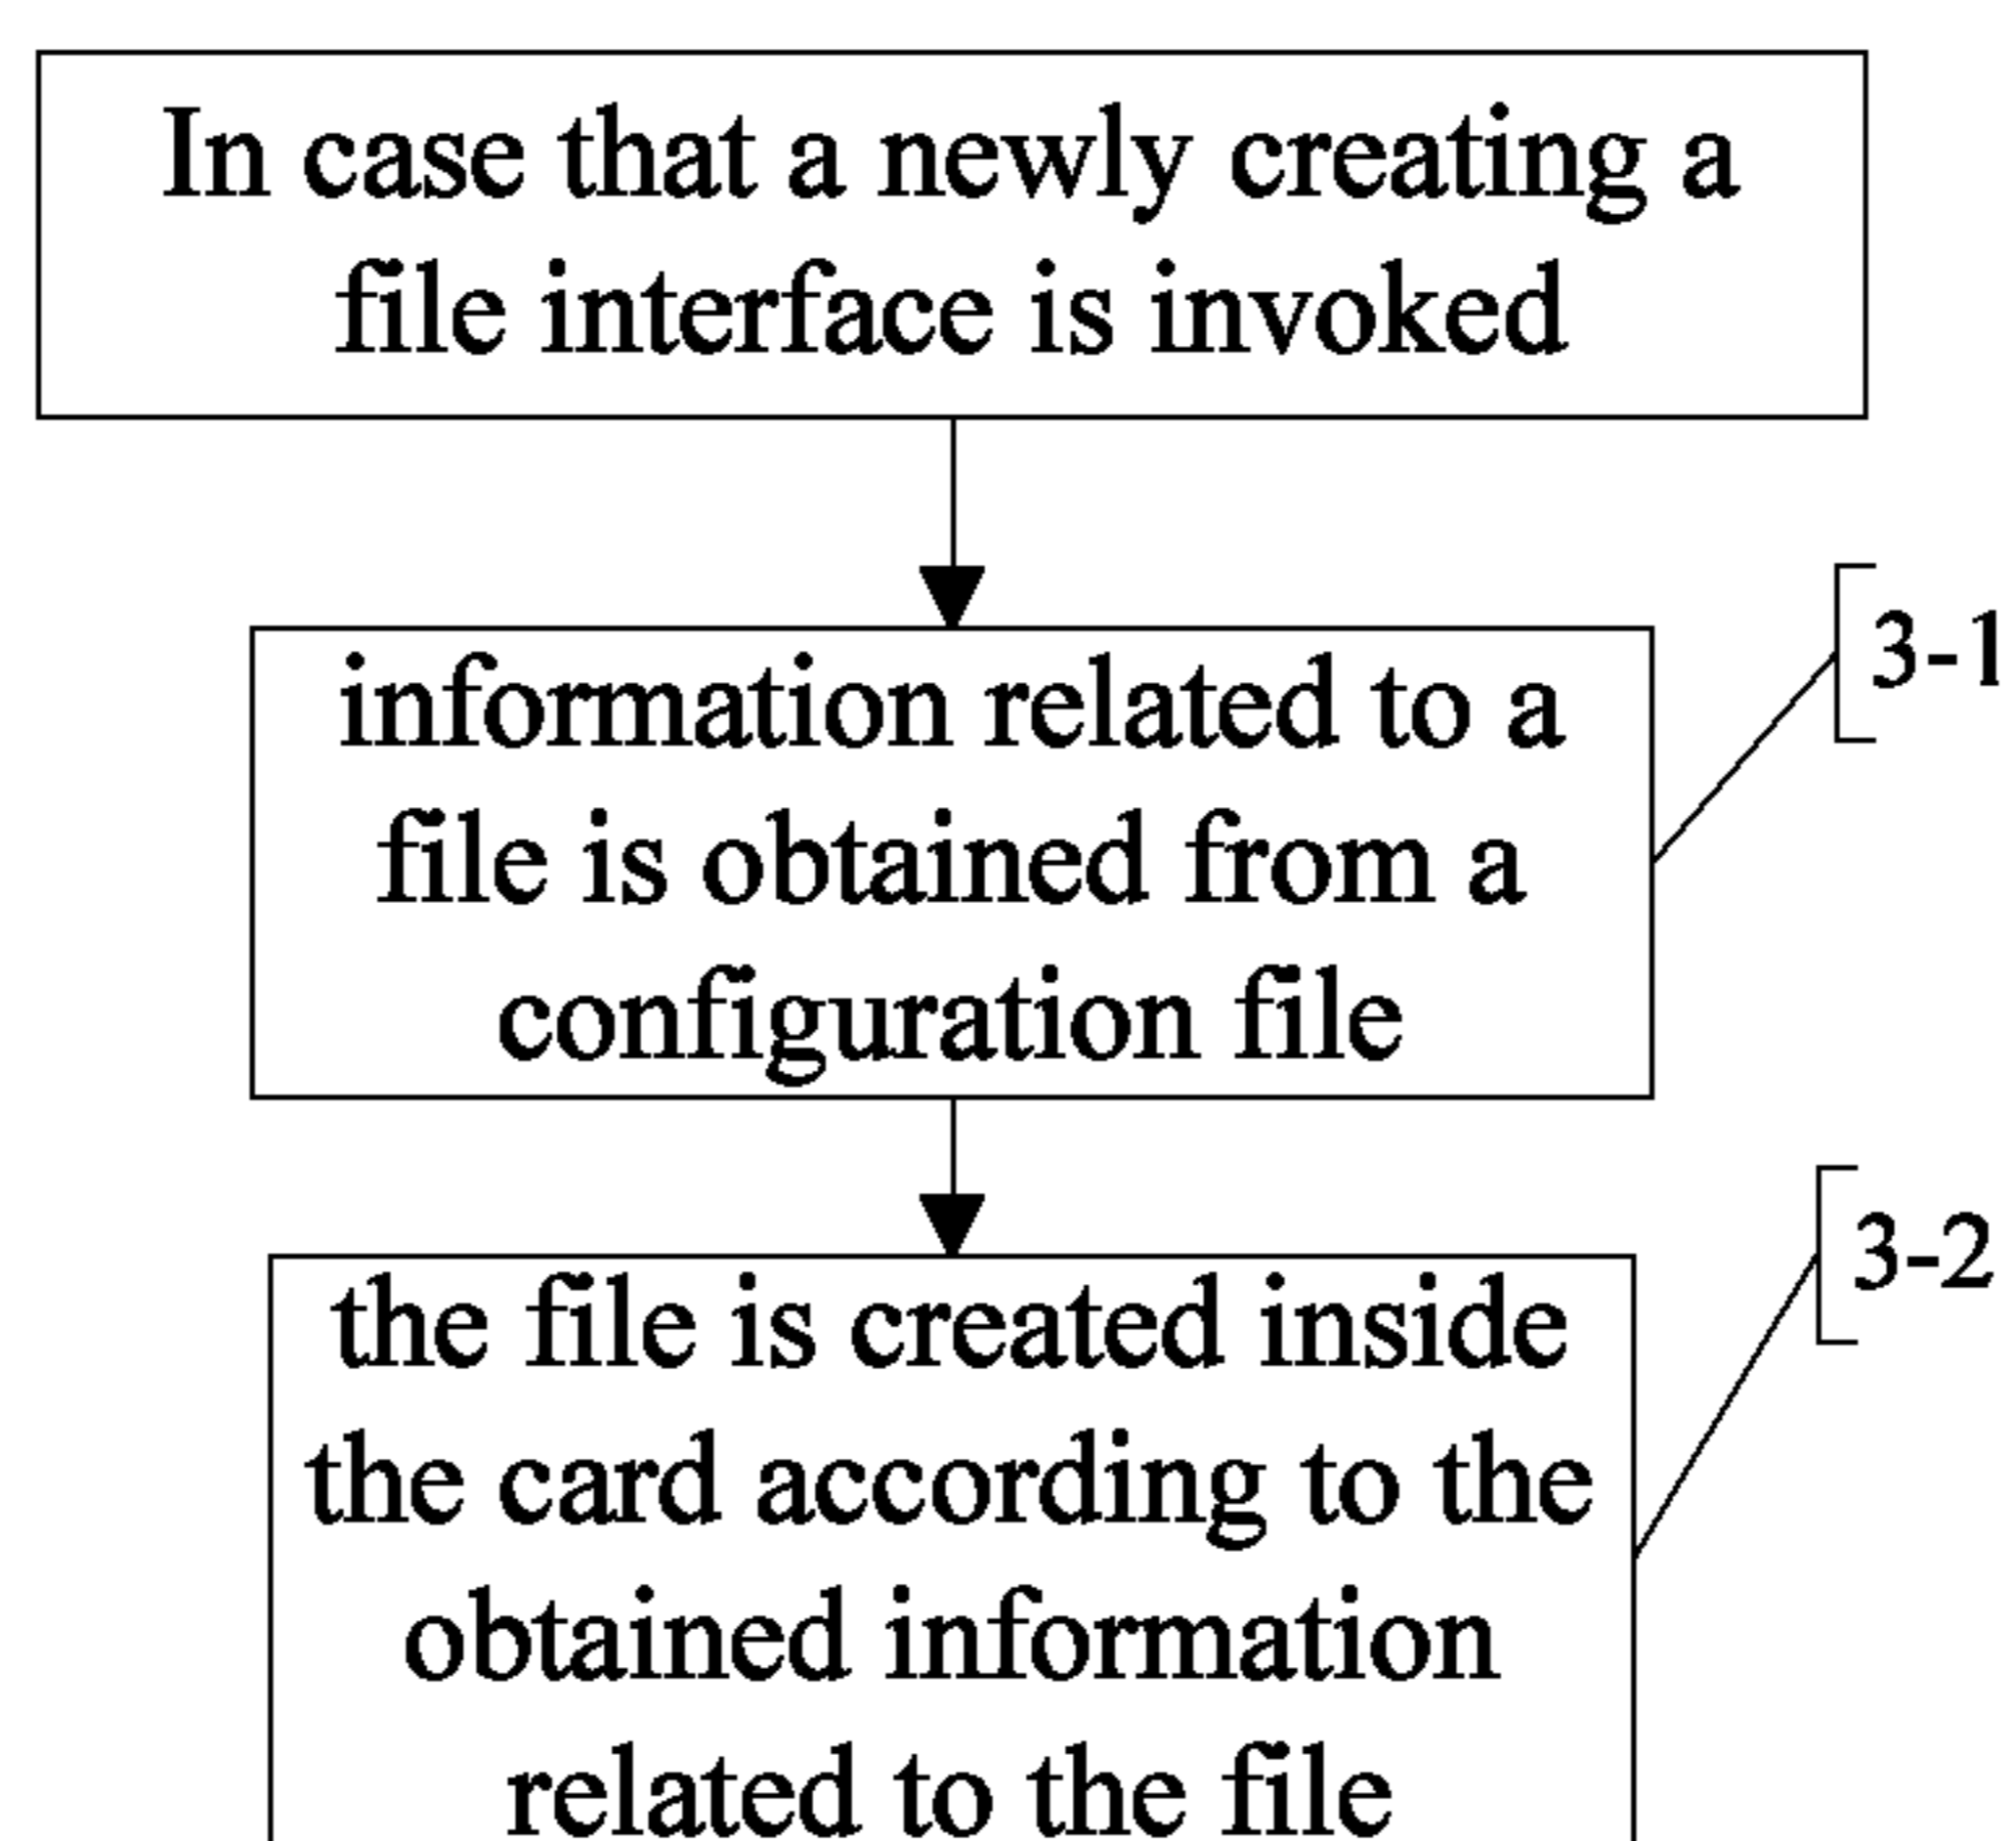 In case that a newly creating a
file interface is invoked
information related to a
file is obtained from a
configuration file
3-1
the file is created inside
the card according to the
obtained information
related to the file
3-2